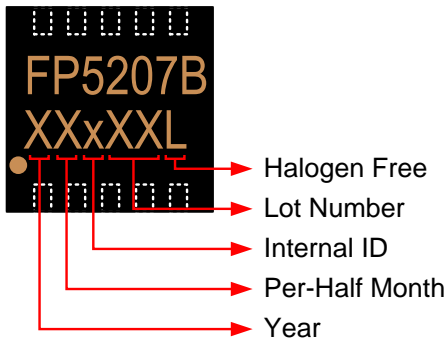 FP5207B
XXxXXL
Halogen Free
Lot Number
Internal ID
Per-Half Month
Year